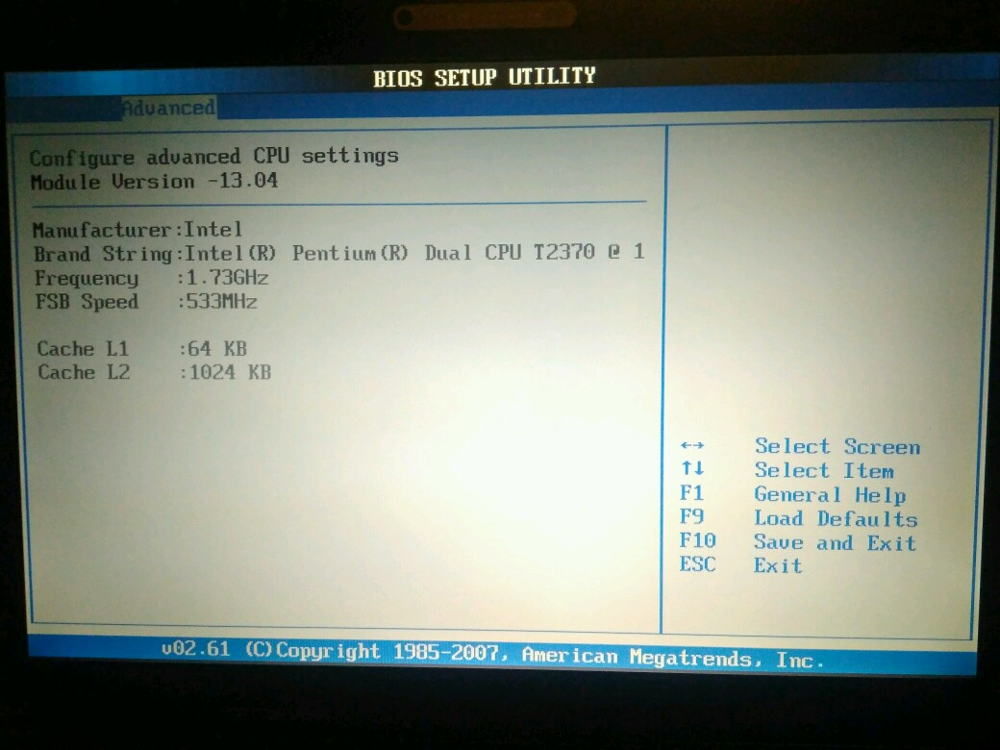 BIOS SETUP UTILITY
Advanced
Configure advanced CPU settings
Module Version -13.04
Manufacturer:Intel
Brand String:Intel(R) Pentium(R) Dual CPU T2370 @ 1
Frequency :1.73GHz
FSB Speed :533MHz
Cache L1 :64 KB
Cache L2 :1024 KB
←→ Select Screen
↑↓ Select Item
F1 General Help
F9 Load Defaults
F10 Save and Exit
ESC Exit
v02.61 (C)Copyright 1985-2007, American Megatrends, Inc.